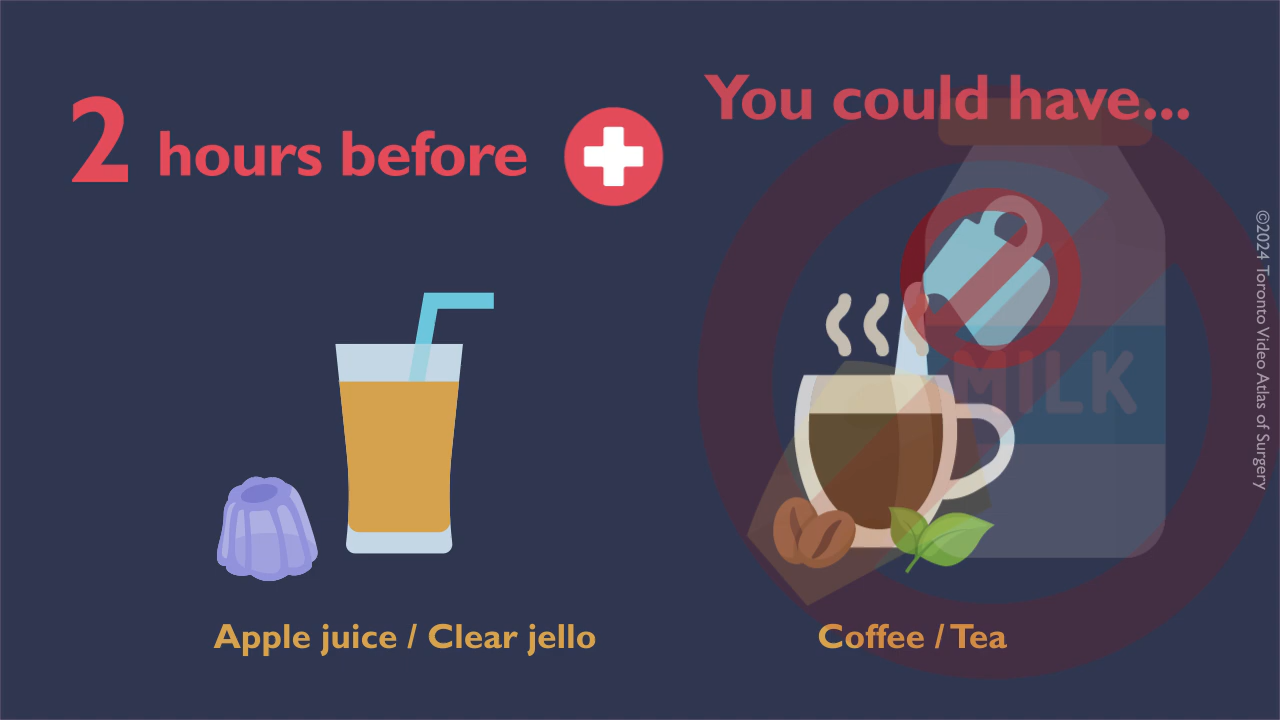 2 hours before
You could have...
MILK
Apple juice / Clear jello
Coffee / Tea
©2024 Toronto Video Atlas of Surgery